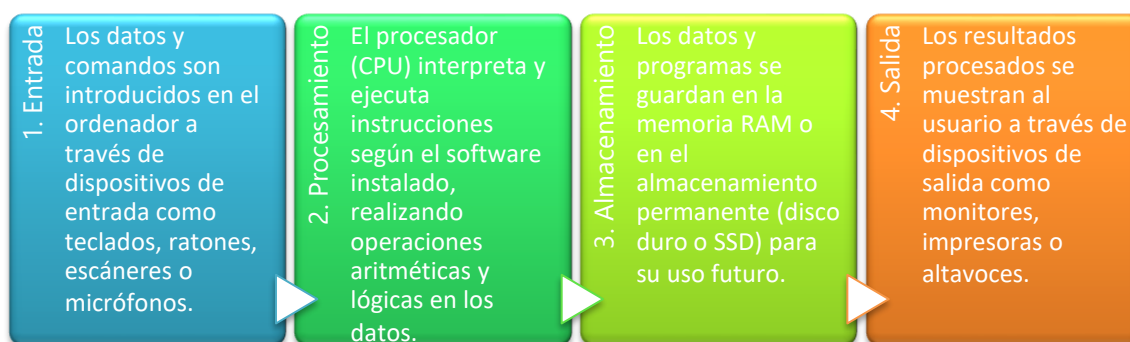 1. Entrada
Los datos y
comandos son
introducidos en el
ordenador a
través de
dispositivos de
entrada como
teclados, ratones,
escáneres o
micrófonos.
2. Procesamiento
El procesador
(CPU) interpreta y
ejecuta
instrucciones
según el software
instalado,
realizando
operaciones
aritméticas y
lógicas en los
datos.
3. Almacenamiento
Los datos y
programas se
guardan en la
memoria RAM o
en el
almacenamiento
permanente (disco
duro o SSD) para
su uso futuro.
4. Salida
Los resultados
procesados se
muestran al
usuario a través de
dispositivos de
salida como
monitores,
impresoras o
altavoces.